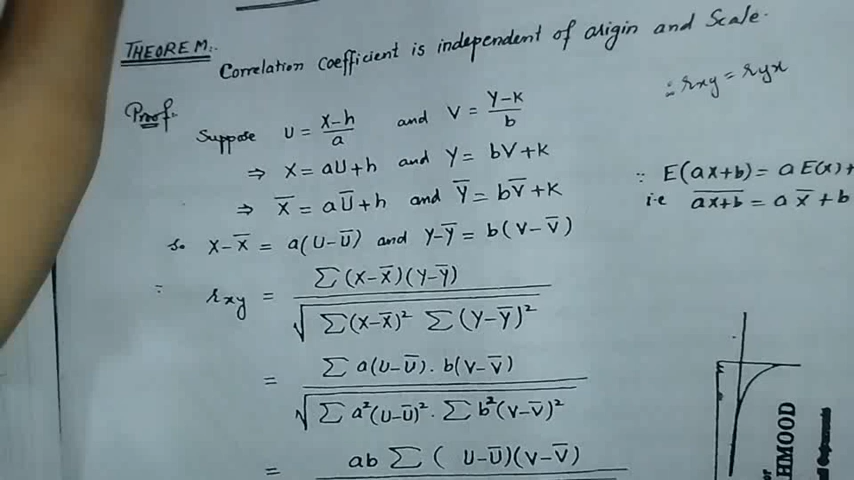 THEOREM:. Correlation coefficient is independent of origin and Scale.
∴ rxy = ryx
Proof. Suppose U = (X-h)/a and V = (Y-K)/b
⇒ X = aU+h and Y = bV+K
⇒ X̄ = aŪ+h and Ȳ = bV̄+K
∵ E(ax+b) = a E(x)+
i.e \overline{ax+b} = a x̄ + b
So X-X̄ = a(U-Ū) and Y-Ȳ = b(V-V̄)
∵ rxy = Σ(X-X̄)(Y-Ȳ) / √(Σ(X-X̄)² Σ(Y-Ȳ)²)
= Σ a(U-Ū) . b(V-V̄) / √(Σ a²(U-Ū)² . Σ b²(V-V̄)²)
= ab Σ ( U-Ū)(V-V̄)
HMOOD